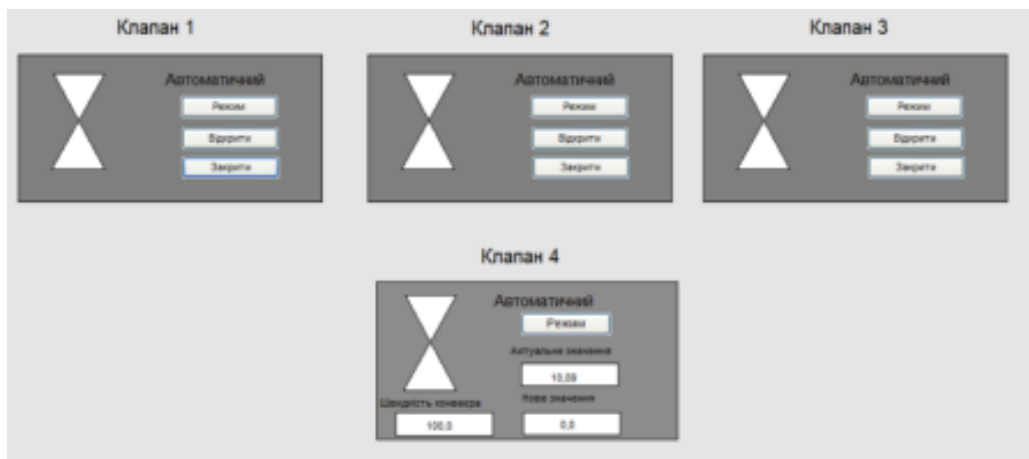 Клапан 1
Клапан 2
Клапан 3
Автоматичний
Режим
Відкрити
Закрити
Автоматичний
Режим
Відкрити
Закрити
Автоматичний
Режим
Відкрити
Закрити
Клапан 4
Автоматичний
Режим
Актуальне значення
10,09
Швидкість конвеєра
Нове значення
100,0
0,0